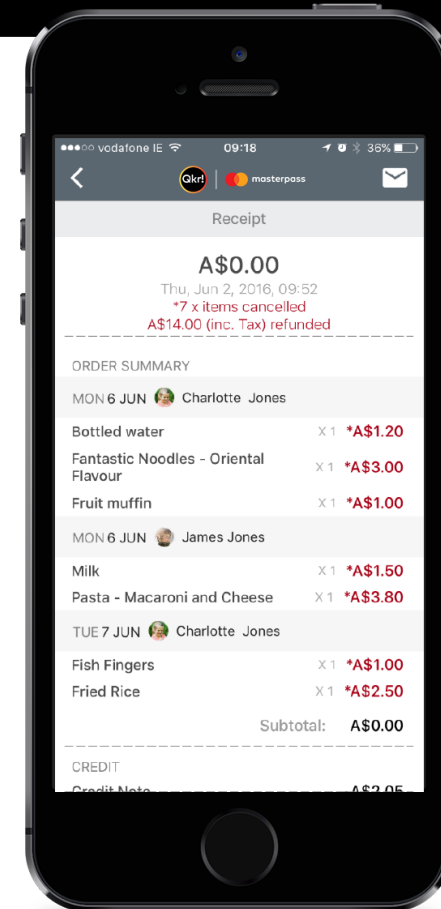 vodafone IE 09:18 36%
Qkr! masterpass
Receipt
A$0.00
Thu, Jun 2, 2016, 09:52
*7 x items cancelled
A$14.00 (inc. Tax) refunded
ORDER SUMMARY
MON 6 JUN Charlotte Jones
Bottled water X 1 *A$1.20
Fantastic Noodles - Oriental
Flavour X 1 *A$3.00
Fruit muffin X 1 *A$1.00
MON 6 JUN James Jones
Milk X 1 *A$1.50
Pasta - Macaroni and Cheese X 1 *A$3.80
TUE 7 JUN Charlotte Jones
Fish Fingers X 1 *A$1.00
Fried Rice X 1 *A$2.50
Subtotal: A$0.00
CREDIT
Credit Note A$2.05